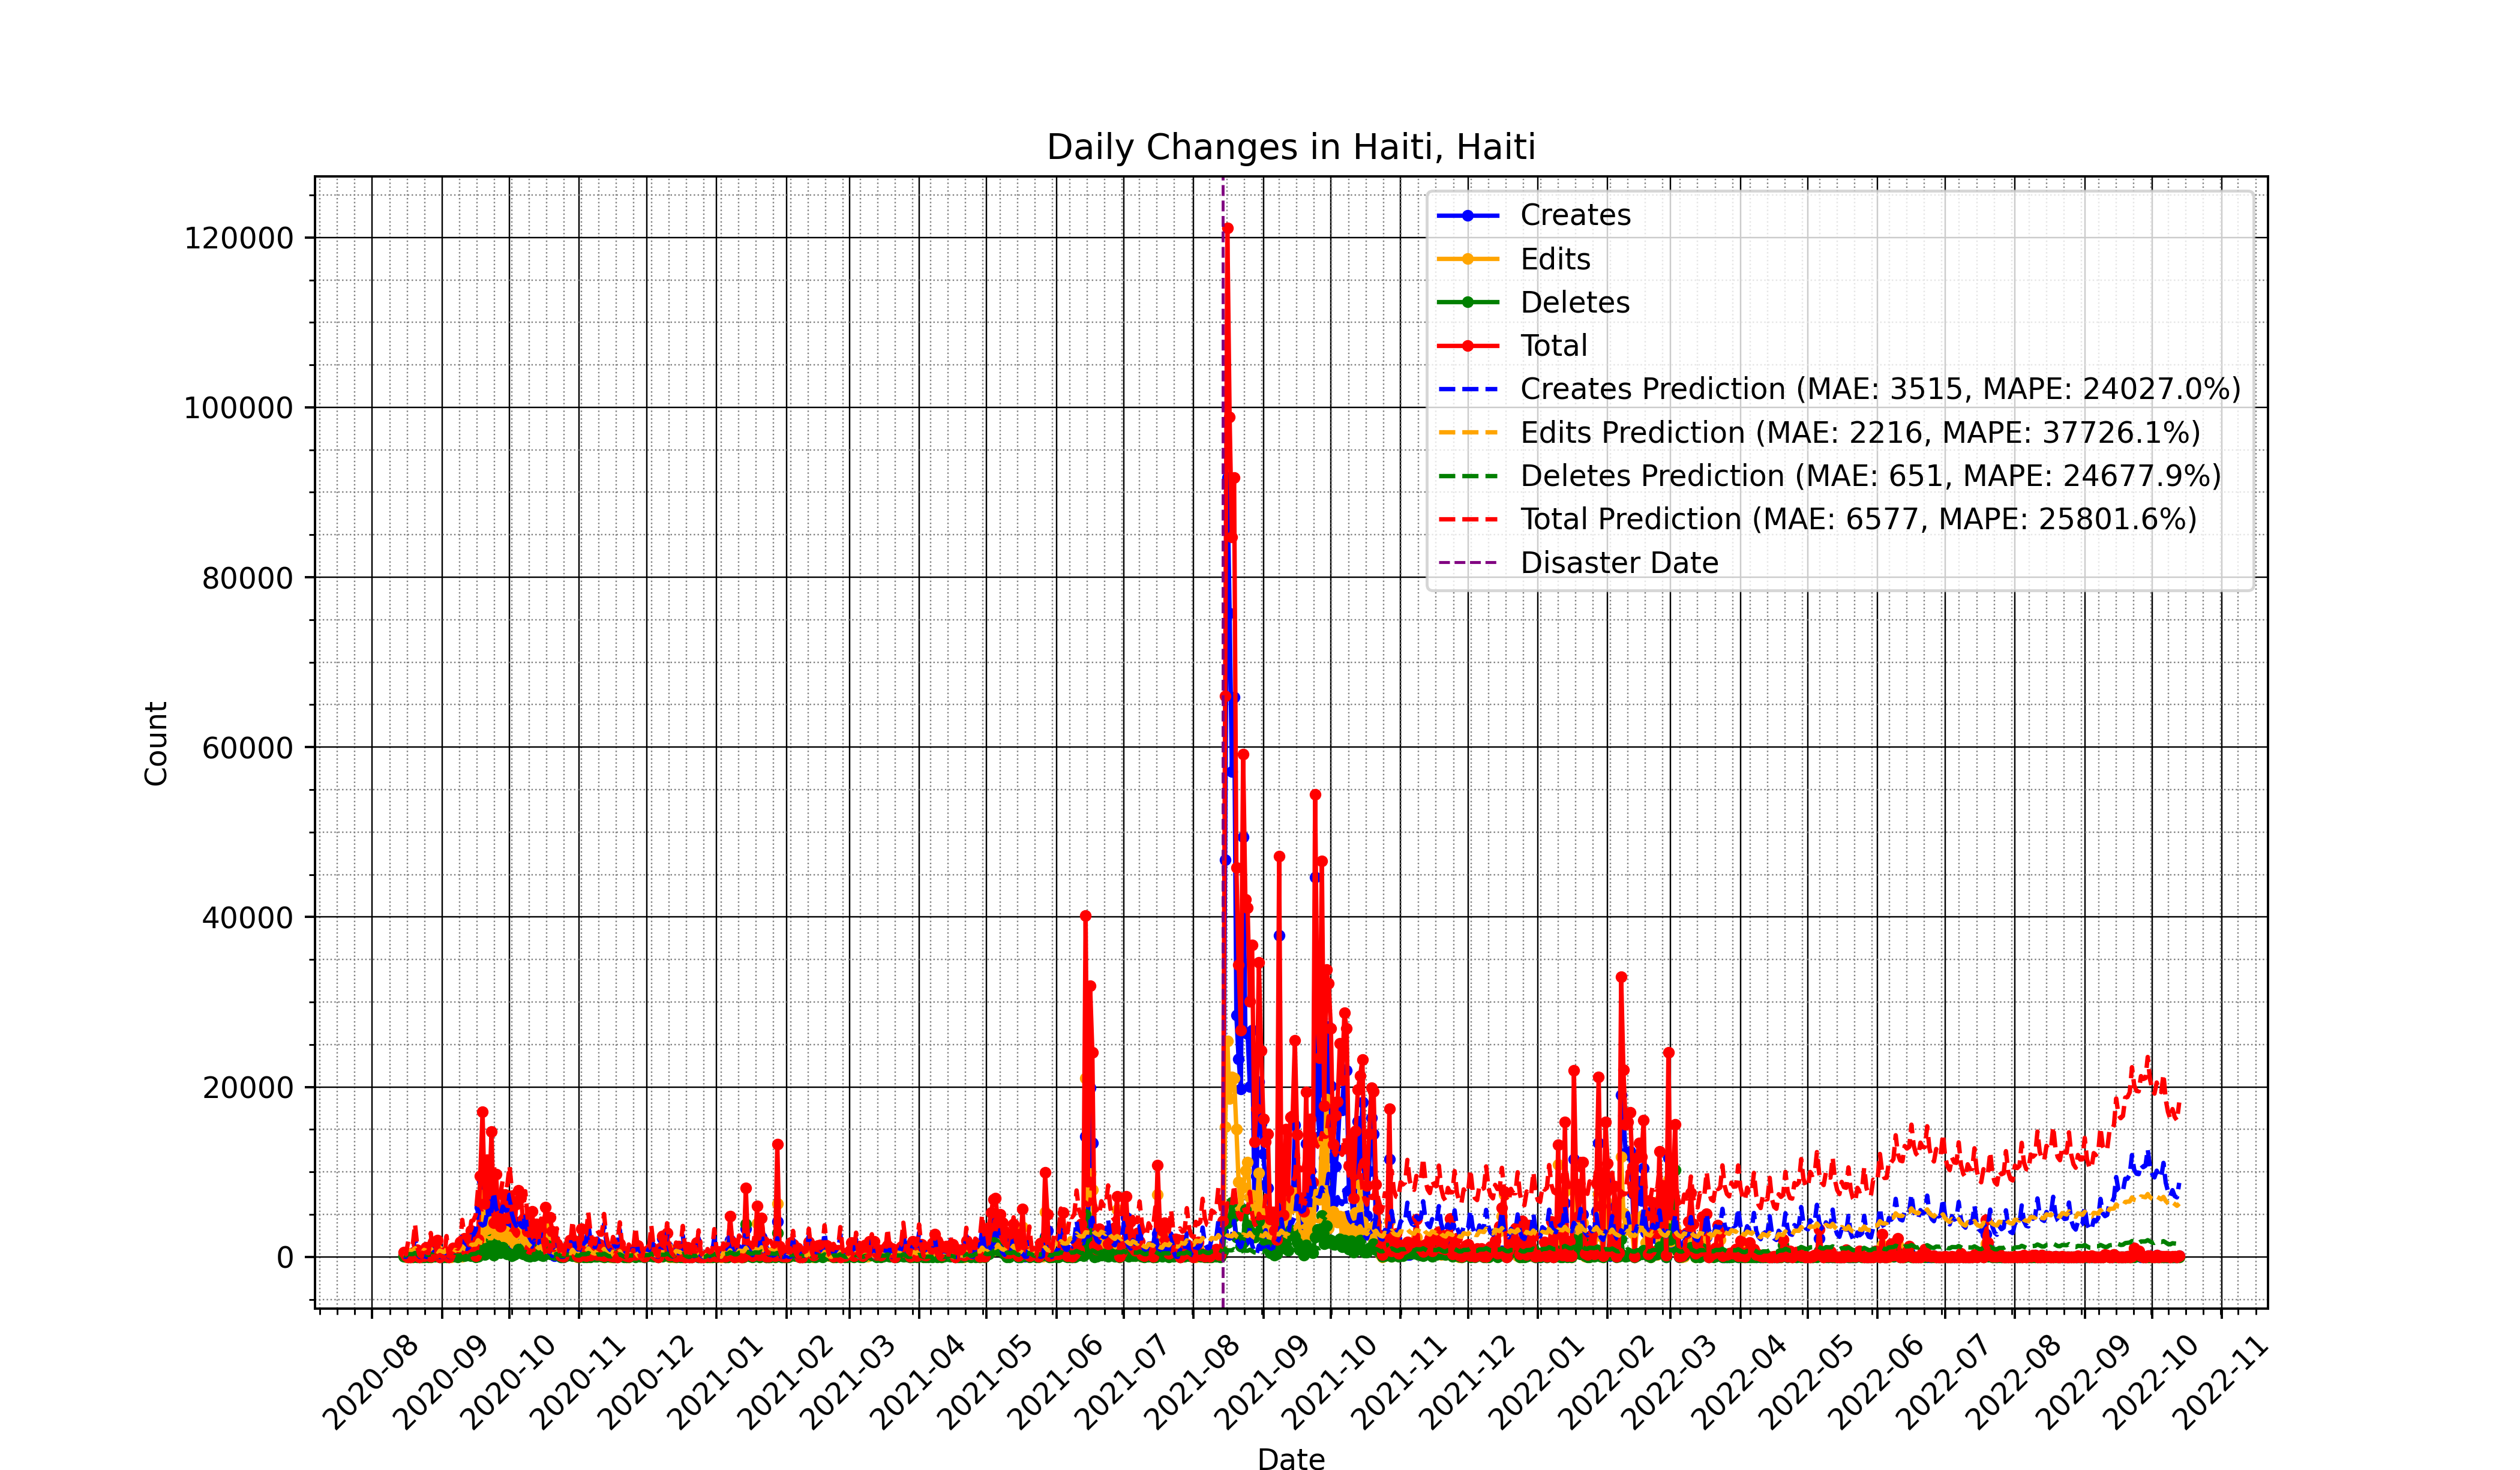 Daily Changes in Haiti, Haiti
Count
120000
100000
80000
60000
40000
20000
0
Creates
Edits
Deletes
Total
Creates Prediction (MAE: 3515, MAPE: 24027.0%)
Edits Prediction (MAE: 2216, MAPE: 37726.1%)
Deletes Prediction (MAE: 651, MAPE: 24677.9%)
Total Prediction (MAE: 6577, MAPE: 25801.6%)
Disaster Date
2020-08
2020-09
2020-10
2020-11
2020-12
2021-01
2021-02
2021-03
2021-04
2021-05
2021-06
2021-07
2021-08
2021-09
2021-10
2021-11
2021-12
2022-01
2022-02
2022-03
2022-04
2022-05
2022-06
2022-07
2022-08
2022-09
2022-10
2022-11
Date